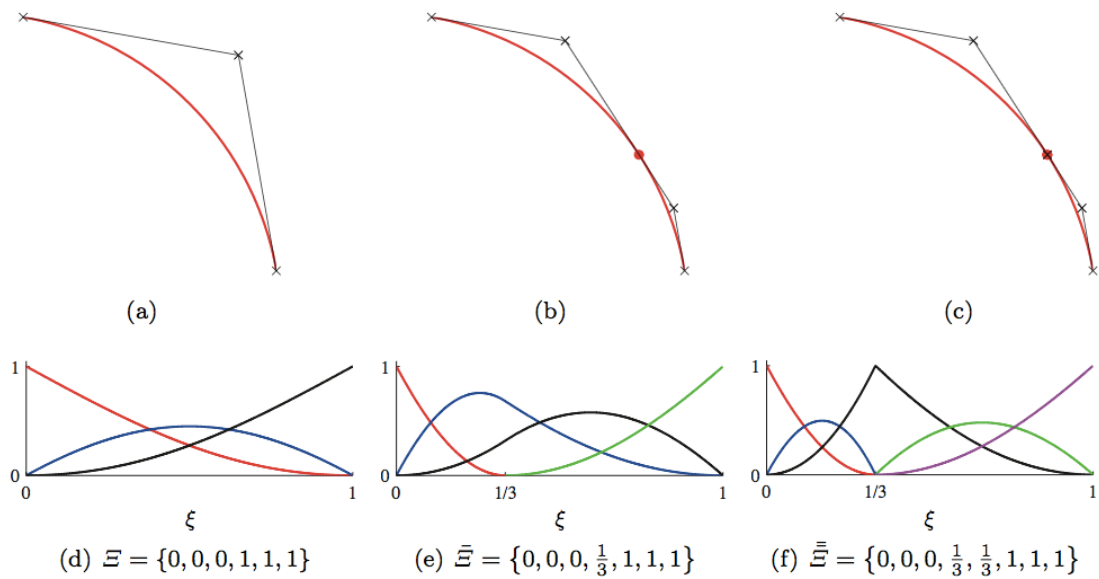 (a) (b) (c)
1 1 1
0 0 0
0 1 0 1/3 1 0 1/3 1
ξ ξ ξ
(d) Ξ = {0, 0, 0, 1, 1, 1} (e) Ξ̄ = {0, 0, 0, 1/3, 1, 1, 1} (f) Ξ̿ = {0, 0, 0, 1/3, 1/3, 1, 1, 1}